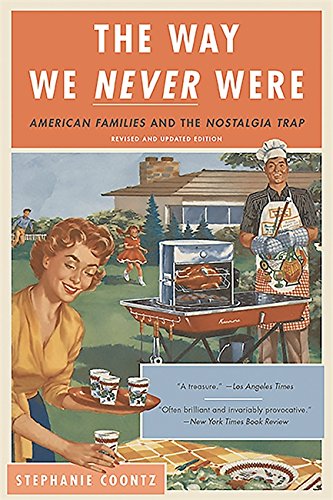 THE WAY
WE NEVER WERE
AMERICAN FAMILIES AND THE NOSTALGIA TRAP
REVISED AND UPDATED EDITION
Kenmore
"A treasure." —Los Angeles Times
"Often brilliant and invariably provocative."
—New York Times Book Review
STEPHANIE COONTZ